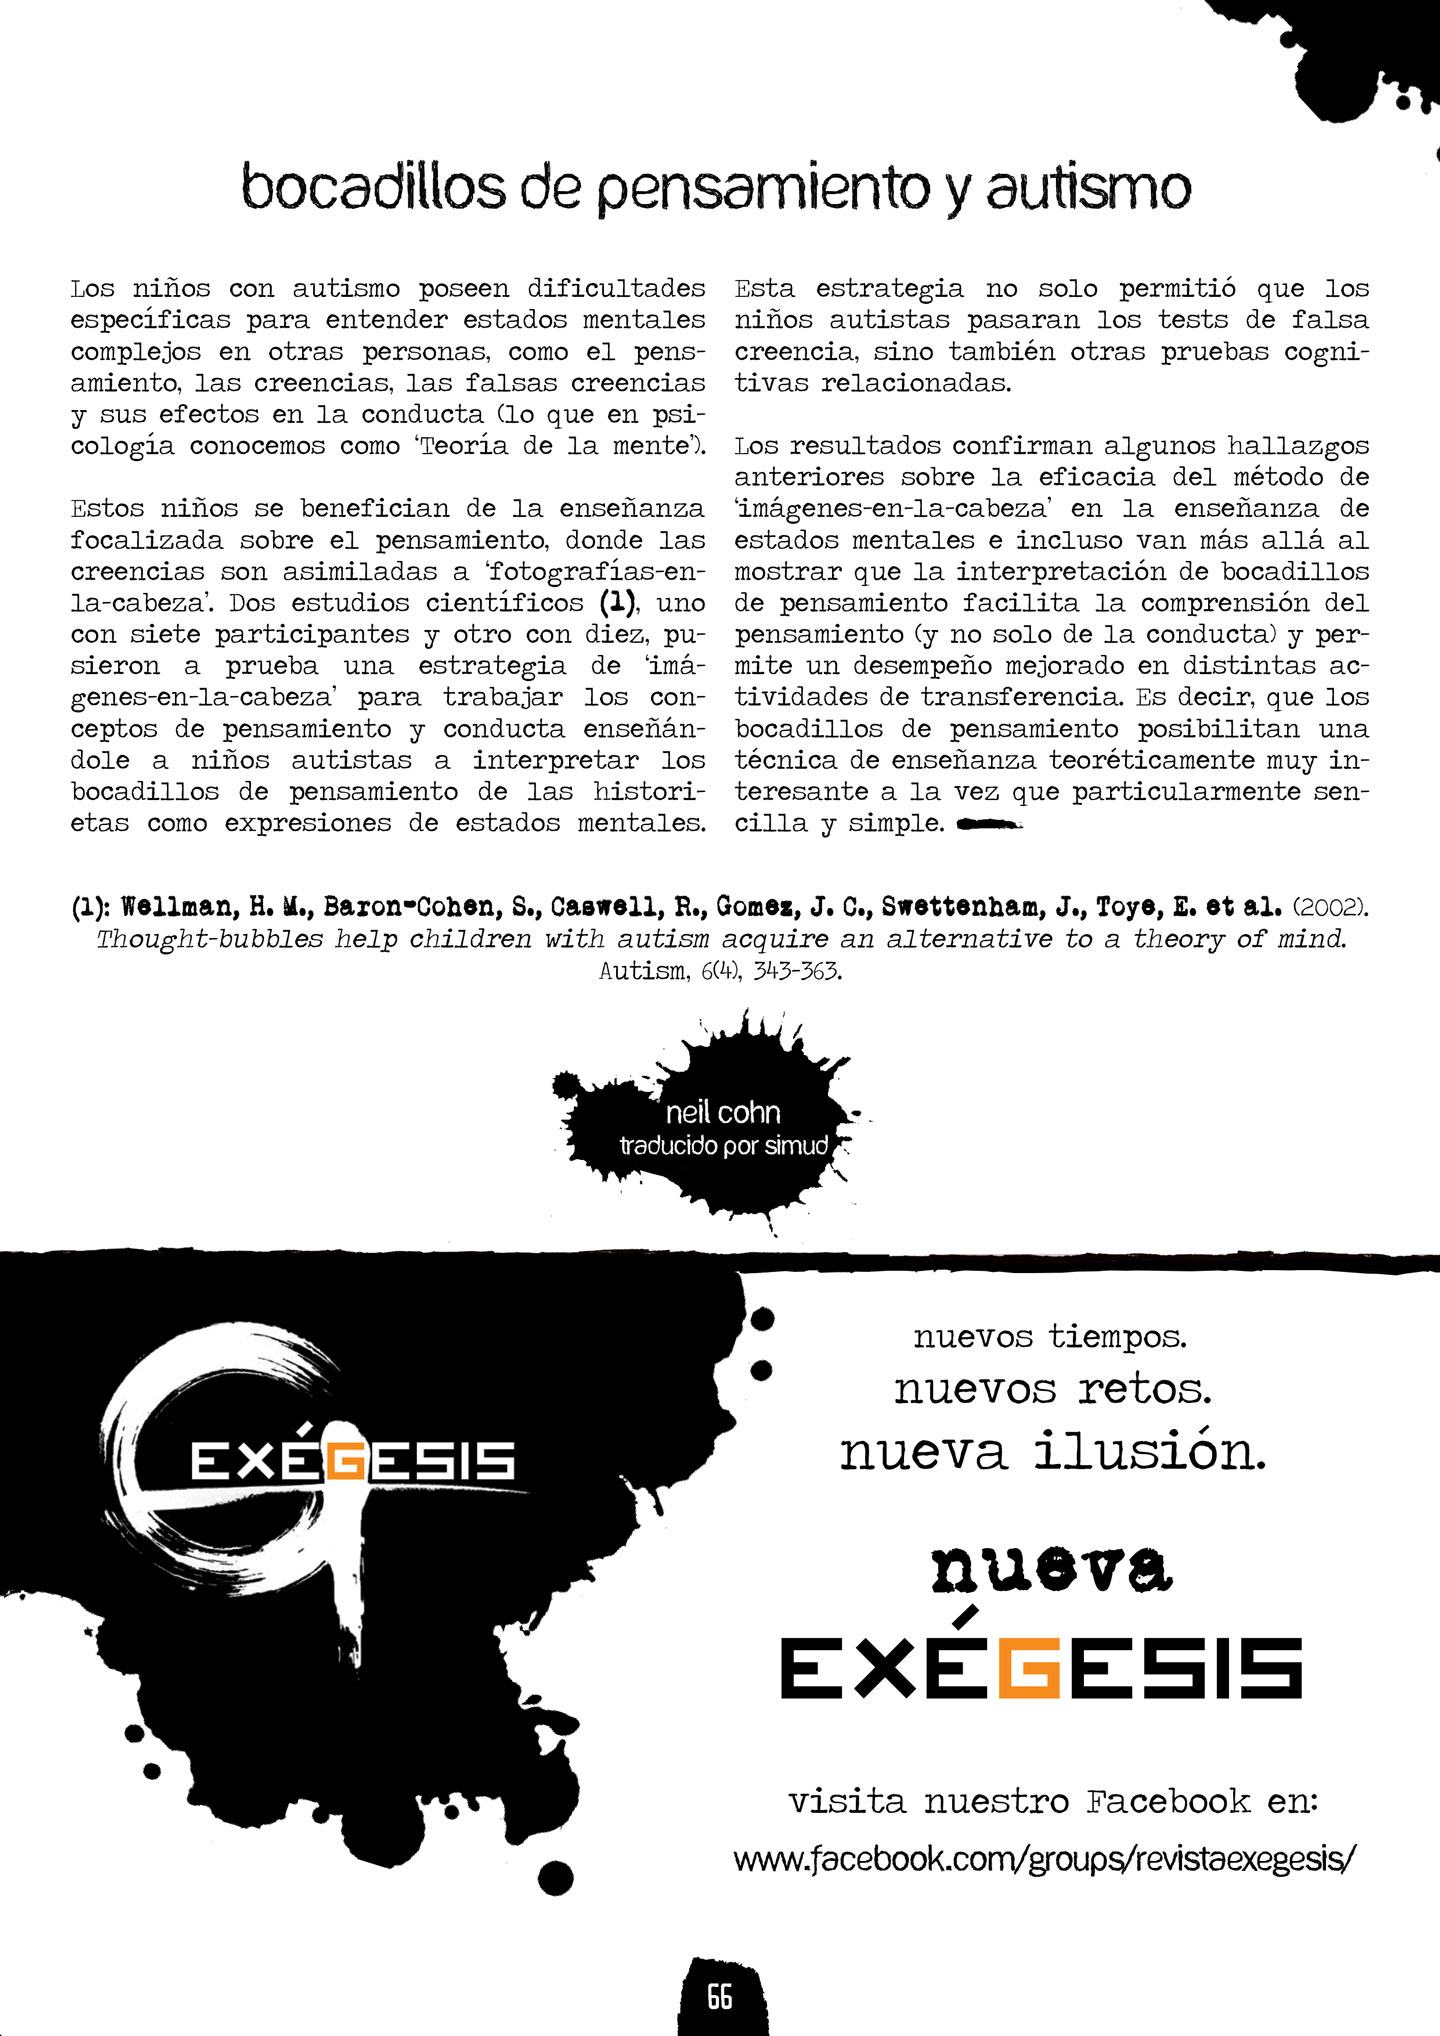 bocadillos de pensamiento y autismo
Los niños con autismo poseen dificultades
específicas para entender estados mentales
complejos en otras personas, como el pens-
amiento, las creencias, las falsas creencias
y sus efectos en la conducta (lo que en psi-
cología conocemos como ‘Teoría de la mente’).
Estos niños se benefician de la enseñanza
focalizada sobre el pensamiento, donde las
creencias son asimiladas a ‘fotografías-en-
la-cabeza’. Dos estudios científicos (1), uno
con siete participantes y otro con diez, pu-
sieron a prueba una estrategia de ‘imá-
genes-en-la-cabeza’ para trabajar los con-
ceptos de pensamiento y conducta enseñán-
dole a niños autistas a interpretar los
bocadillos de pensamiento de las histori-
etas como expresiones de estados mentales.
Esta estrategia no solo permitió que los
niños autistas pasaran los tests de falsa
creencia, sino también otras pruebas cogni-
tivas relacionadas.
Los resultados confirman algunos hallazgos
anteriores sobre la eficacia del método de
‘imágenes-en-la-cabeza’ en la enseñanza de
estados mentales e incluso van más allá al
mostrar que la interpretación de bocadillos
de pensamiento facilita la comprensión del
pensamiento (y no solo de la conducta) y per-
mite un desempeño mejorado en distintas ac-
tividades de transferencia. Es decir, que los
bocadillos de pensamiento posibilitan una
técnica de enseñanza teoréticamente muy in-
teresante a la vez que particularmente sen-
cilla y simple.
(1): Wellman, H. M., Baron-Cohen, S., Caswell, R., Gomez, J. C., Swettenham, J., Toye, E. et al. (2002).
Thought-bubbles help children with autism acquire an alternative to a theory of mind.
Autism, 6(4), 343-363.
neil cohn
traducido por simud
EXÉGESIS
nuevos tiempos.
nuevos retos.
nueva ilusión.
nueva
EXÉGESIS
visita nuestro Facebook en:
www.facebook.com/groups/revistaexegesis/
66